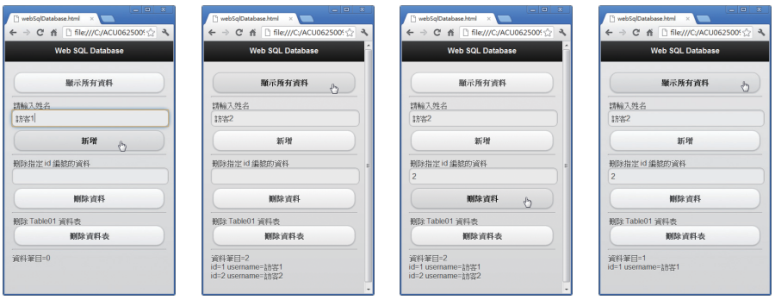 webSqlDatabase.html
file:///C:/ACU062500
Web SQL Database
顯示所有資料
請輸入姓名
訪客1
新增
刪除指定 id 編號的資料
刪除資料
刪除 Table01 資料表
刪除資料表
資料筆目=0
webSqlDatabase.html
file:///C:/ACU062500
Web SQL Database
顯示所有資料
請輸入姓名
訪客2
新增
刪除指定 id 編號的資料
刪除資料
刪除 Table01 資料表
刪除資料表
資料筆目=2
id=1 username=訪客1
id=2 username=訪客2
webSqlDatabase.html
file:///C:/ACU062500
Web SQL Database
顯示所有資料
請輸入姓名
訪客2
新增
刪除指定 id 編號的資料
2
刪除資料
刪除 Table01 資料表
刪除資料表
資料筆目=2
id=1 username=訪客1
id=2 username=訪客2
webSqlDatabase.html
file:///C:/ACU062500
Web SQL Database
顯示所有資料
請輸入姓名
訪客2
新增
刪除指定 id 編號的資料
2
刪除資料
刪除 Table01 資料表
刪除資料表
資料筆目=1
id=1 username=訪客1